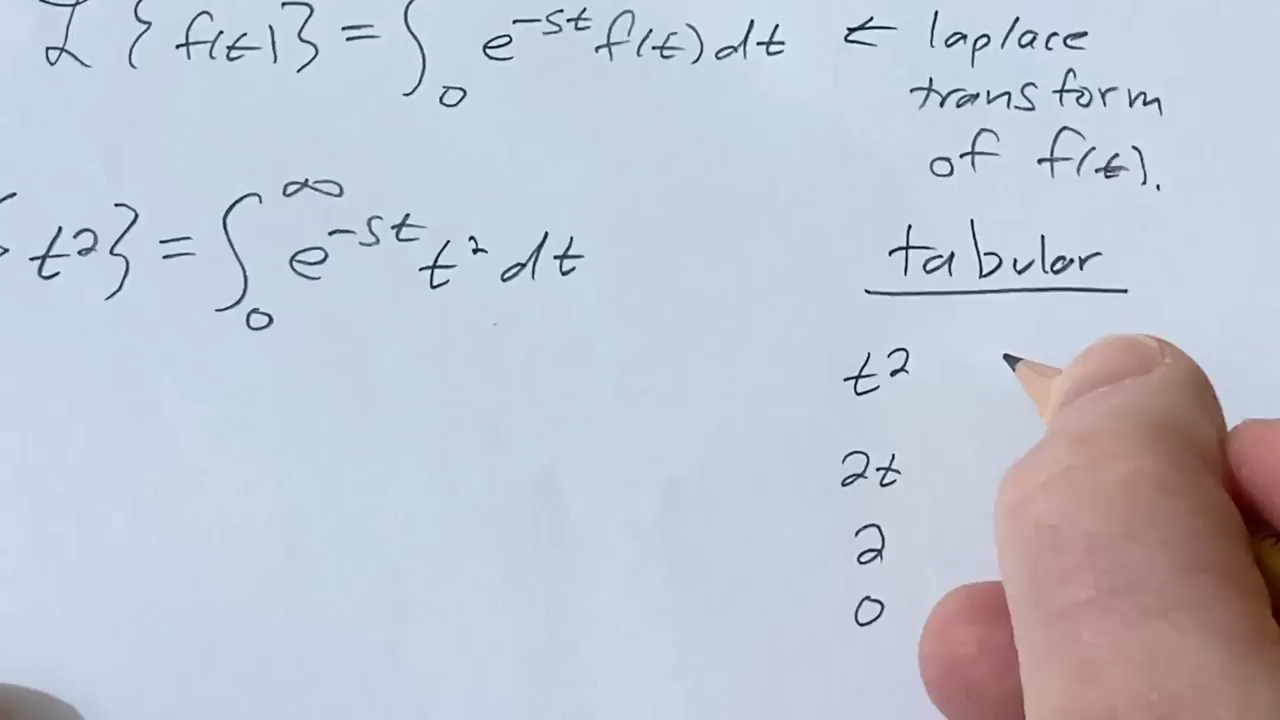 ℒ {f(t)} = ∫₀ e^{-st} f(t) dt ← laplace
transform
of f(t).
t²} = ∫₀^∞ e^{-st} t² dt
tabular
t²
2t
2
0